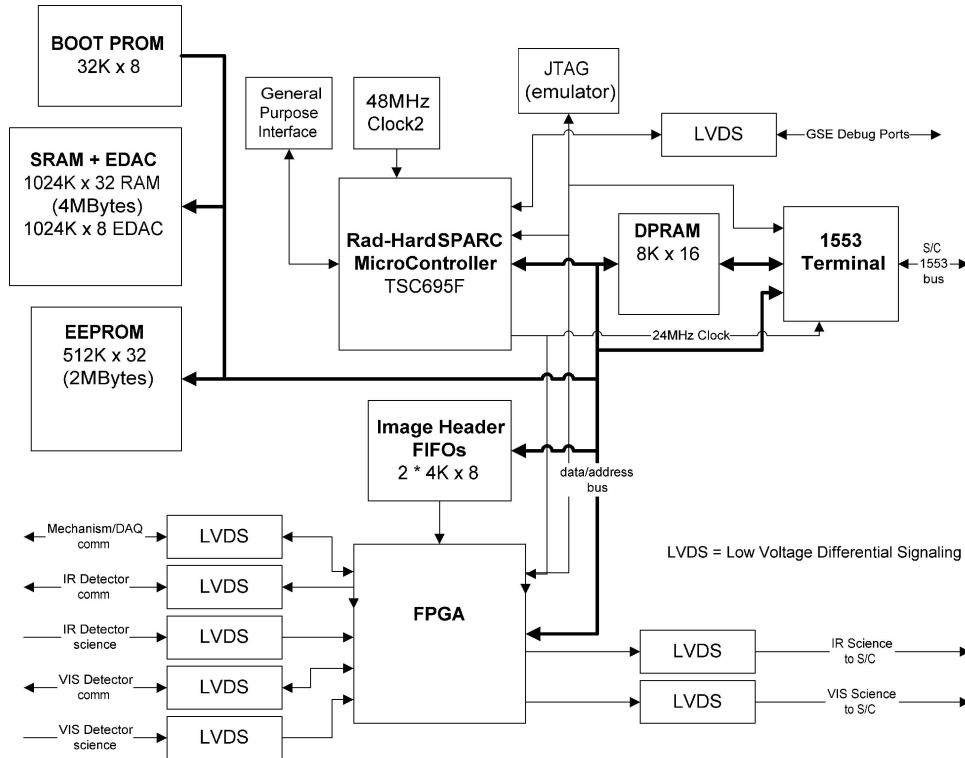 BOOT PROM
32K x 8
General
Purpose
Interface
48MHz
Clock2
JTAG
(emulator)
LVDS
GSE Debug Ports
SRAM + EDAC
1024K x 32 RAM
(4MBytes)
1024K x 8 EDAC
Rad-Hard SPARC
MicroController
TSC695F
DPRAM
8K x 16
1553
Terminal
S/C
1553
bus
24MHz Clock
EEPROM
512K x 32
(2MBytes)
Image Header
FIFOs
2 * 4K x 8
data/address
bus
Mechanism/DAQ
comm
LVDS
LVDS = Low Voltage Differential Signaling
IR Detector
comm
LVDS
FPGA
IR Detector
science
LVDS
LVDS
IR Science
to S/C
VIS Detector
comm
LVDS
LVDS
VIS Science
to S/C
VIS Detector
science
LVDS